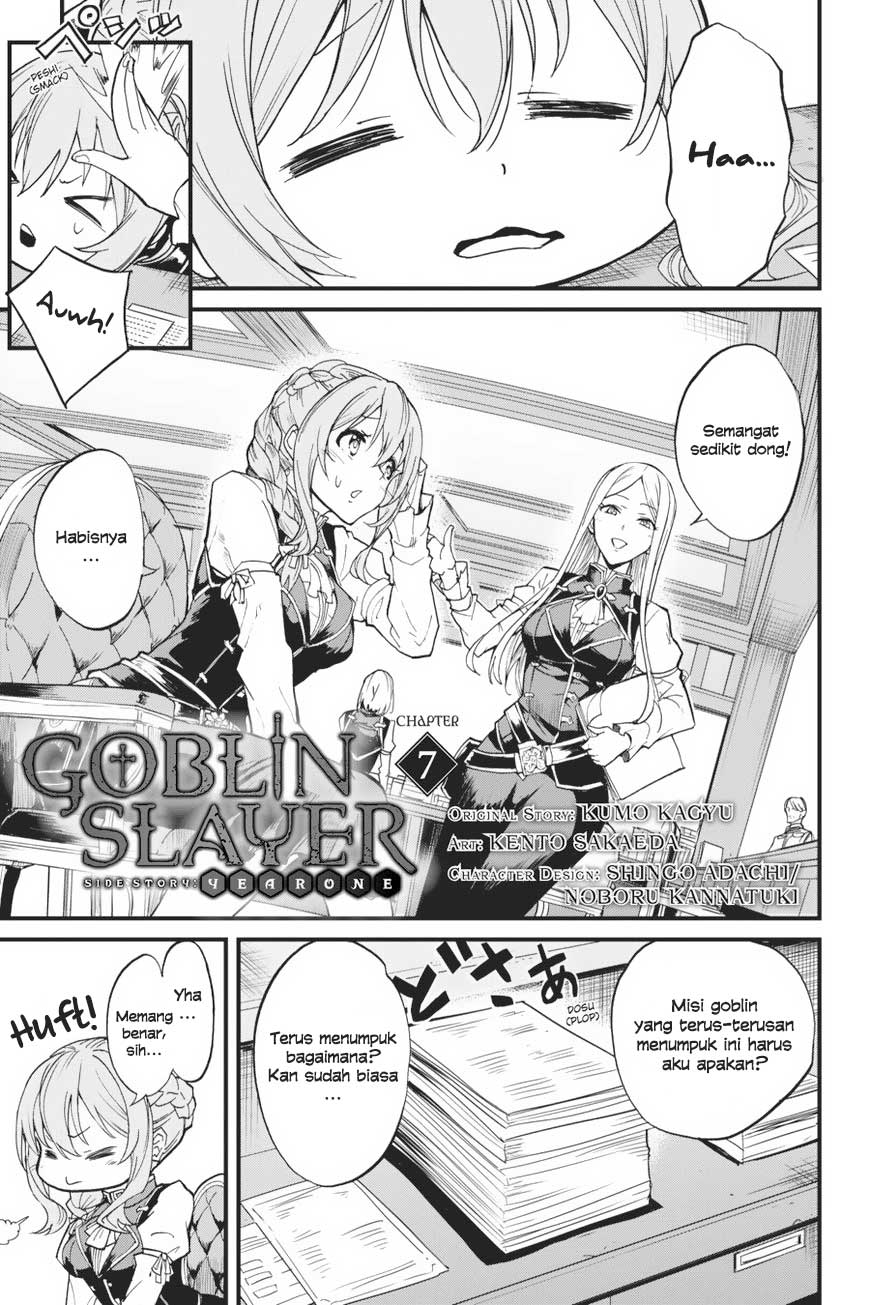 Haa...
ペシッ
PESHI
(SMACK)
Auwh!
Semangat
sedikit dong!
Habisnya
...
CHAPTER
7
GOBLIN
SLAYER
SIDE STORY: YEAR ONE
ORIGINAL STORY: KUMO KAGYU
ART: KENTO SAKAEDA
CHARACTER DESIGN: SHINGO ADACHI/
NOBORU KANNATUKI
Misi goblin
yang terus-terusan
menumpuk ini harus
aku apakan?
どさぁ
DOSU
(PLOP)
Terus menumpuk
bagaimana?
Kan sudah biasa
...
Yha
Memang
benar,
sih...
Huft!